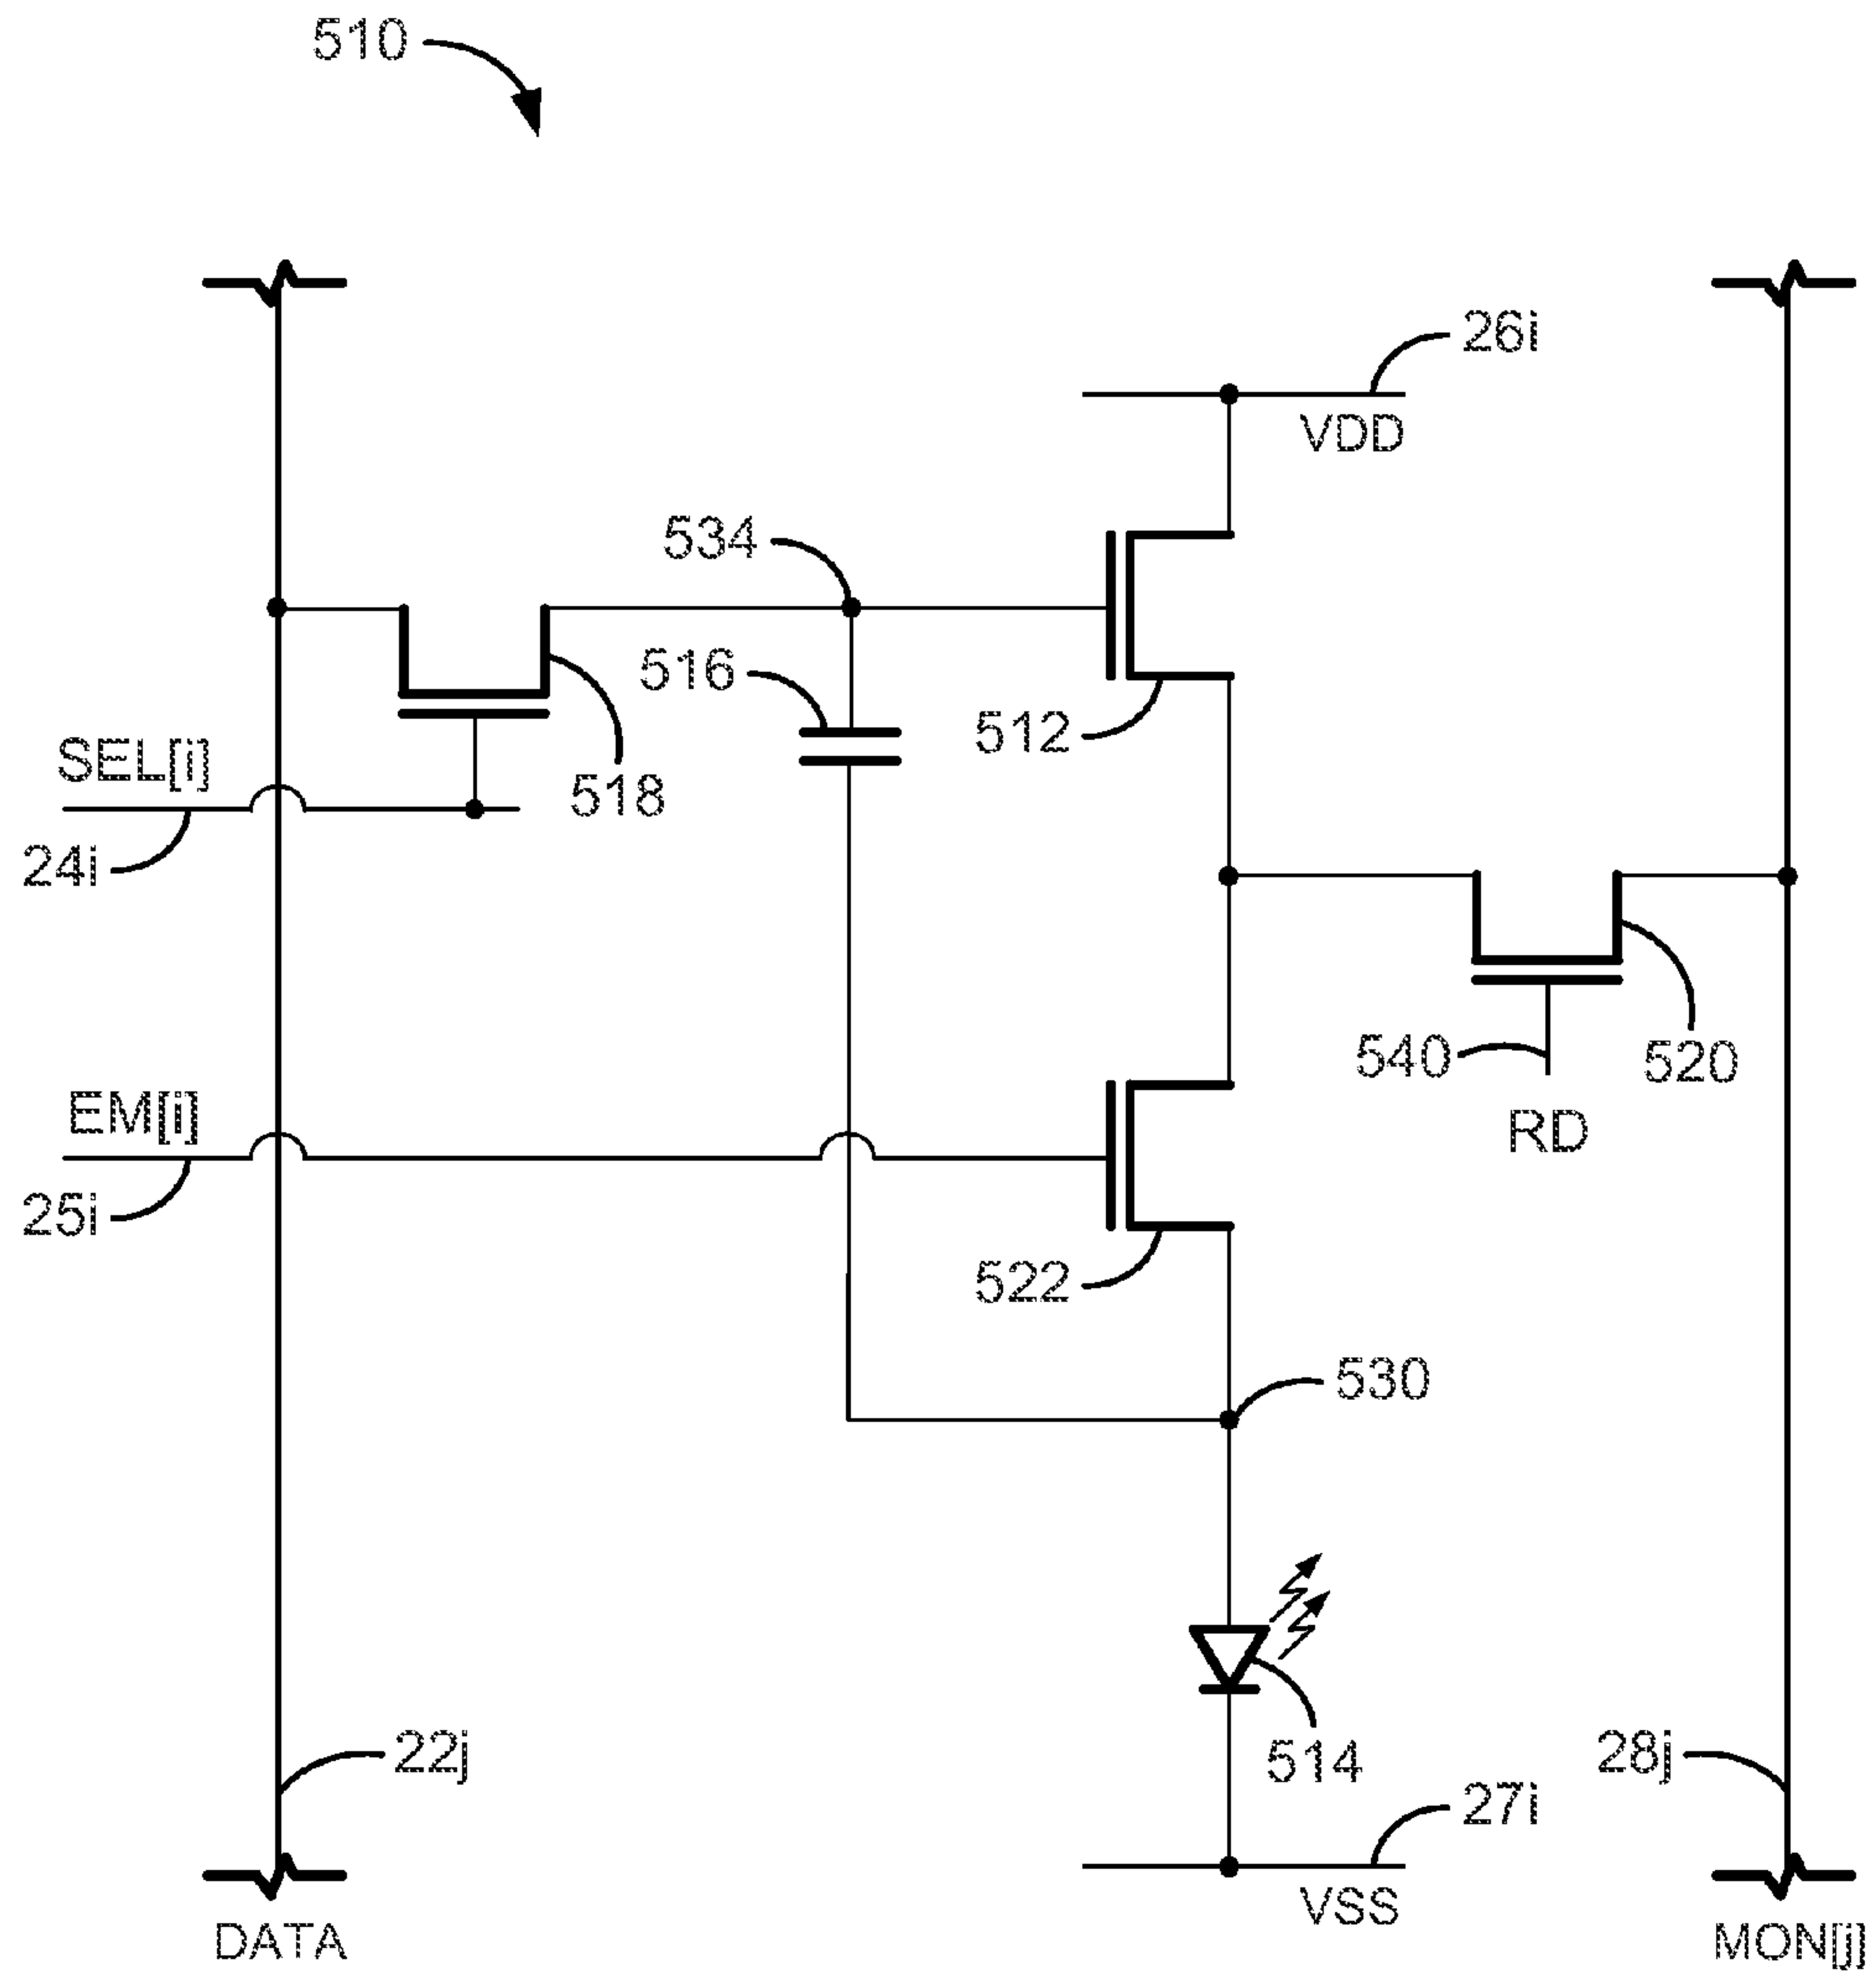 510
26i
VDD
534
516
512
SEL[i]
518
24i
540
520
EM[i]
RD
25i
522
530
22j
514
28j
27i
VSS
DATA
MON[j]